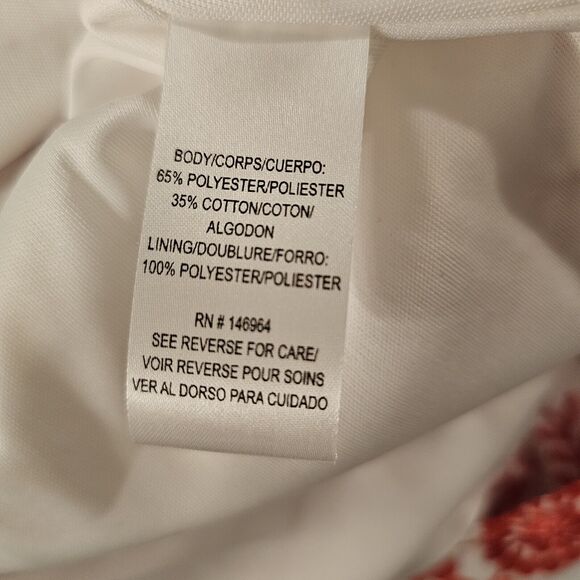 BODY/CORPS/CUERPO:
65% POLYESTER/POLIESTER
35% COTTON/COTON/
ALGODON
LINING/DOUBLURE/FORRO:
100% POLYESTER/POLIESTER
RN # 146964
SEE REVERSE FOR CARE/
VOIR REVERSE POUR SOINS
VER AL DORSO PARA CUIDADO